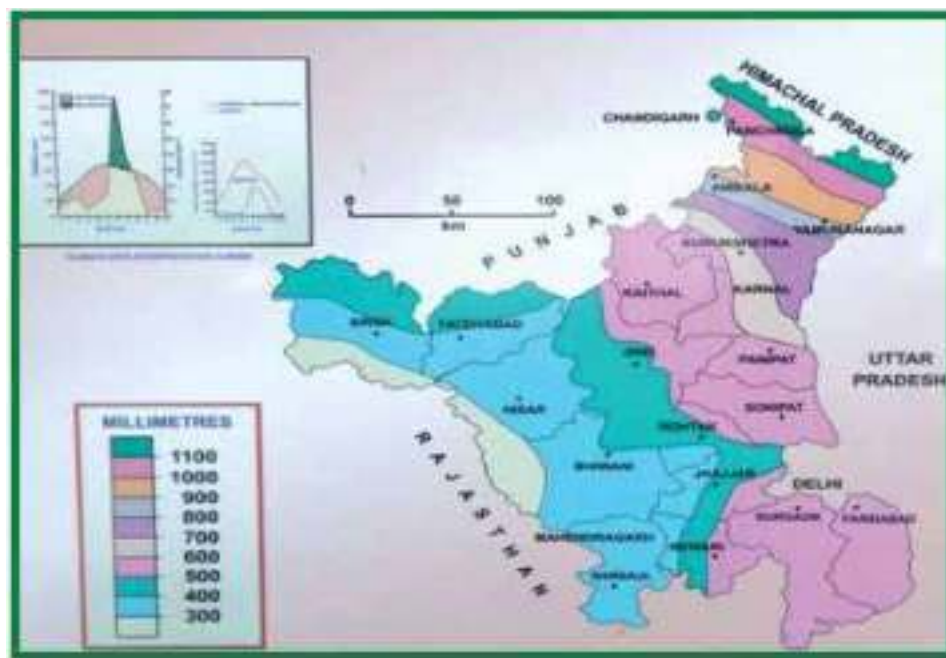 HIMACHAL PRADESH
CHANDIGARH
PANCHKULA
AMBALA
YAMUNANAGAR
0 50 100
km
PUNJAB
KURUKSHETRA
KAITHAL
KARNAL
SIRSA
FATEHABAD
JIND
PANIPAT
UTTAR
PRADESH
HISAR
SONIPAT
ROHTAK
MILLIMETRES
1100
1000
900
800
700
600
500
400
300
RAJASTHAN
BHIWANI
JHAJJAR
DELHI
GURGAON
FARIDABAD
MAHENDRAGARH
REWARI
NARNAUL